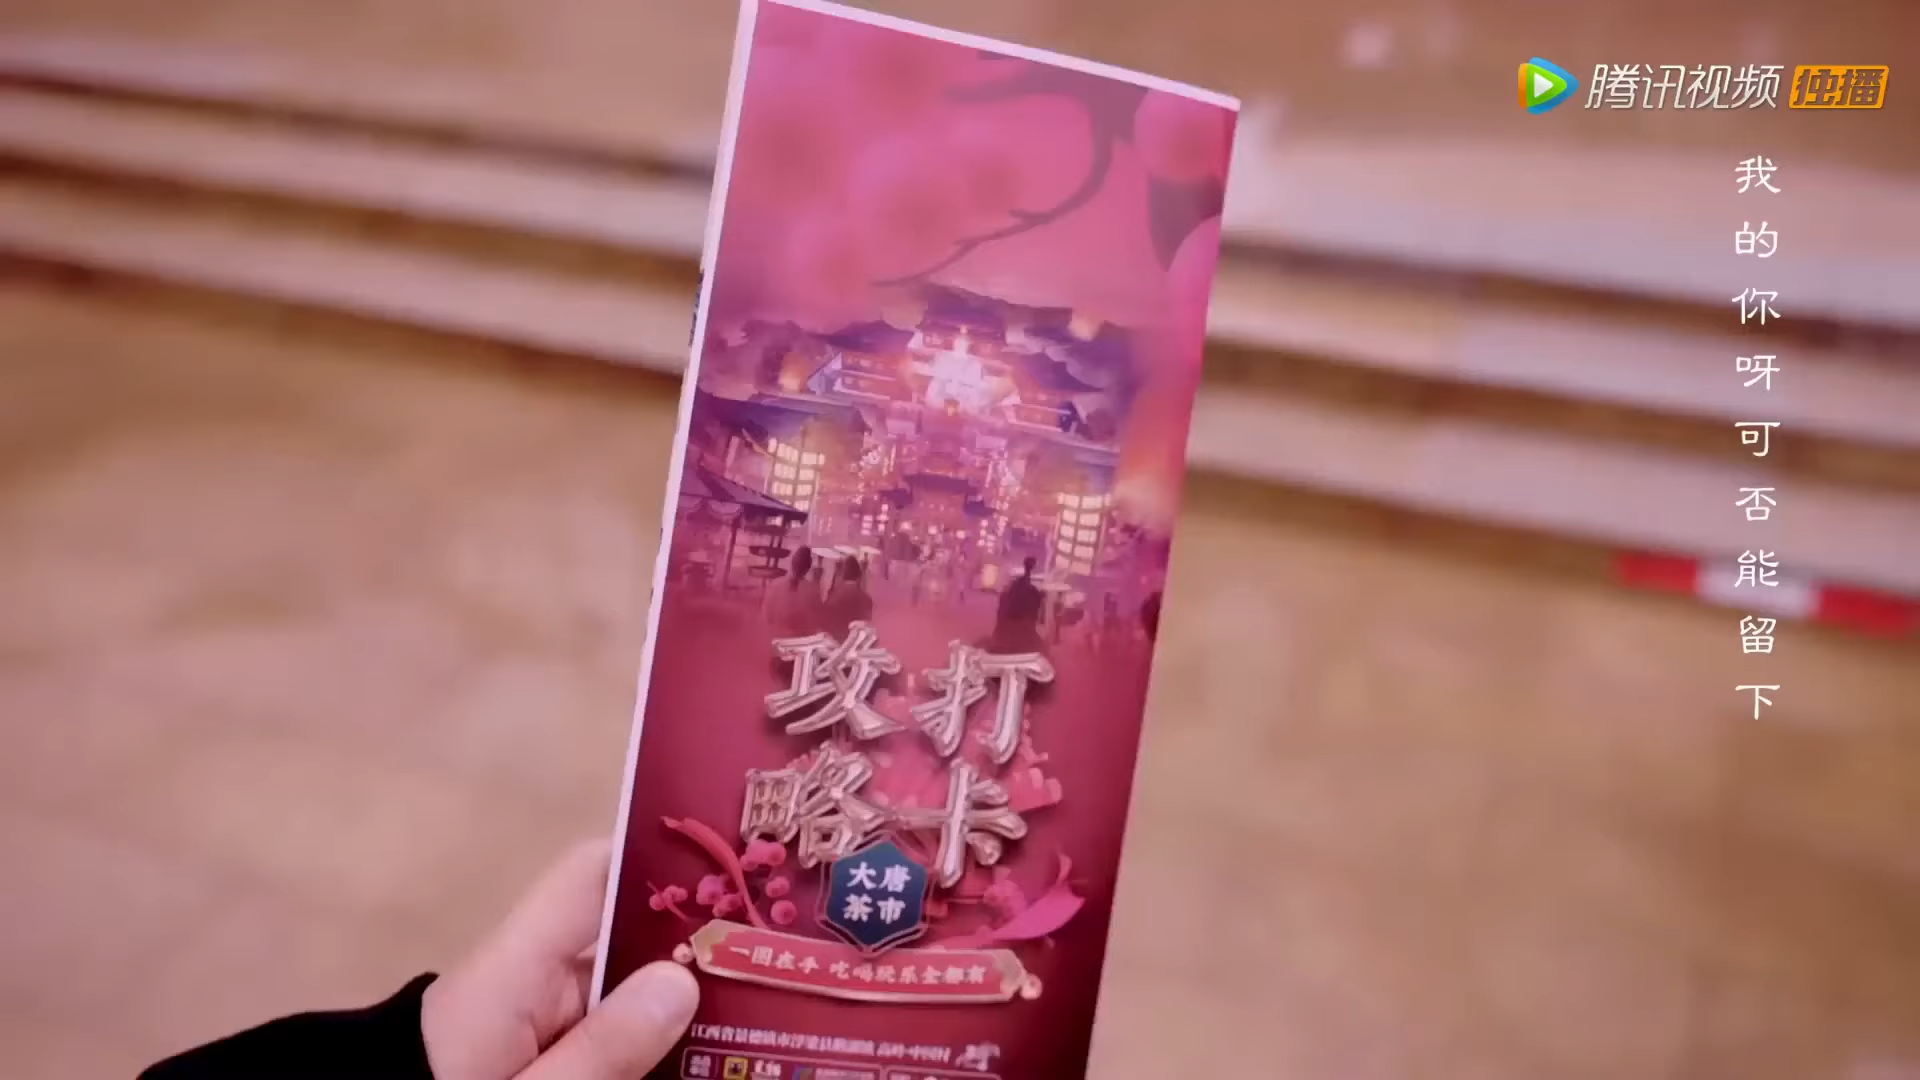 腾讯视频 独播
我的你呀可否能留下
打卡
攻略
大唐
茶市
一图在手 吃喝玩乐全都有